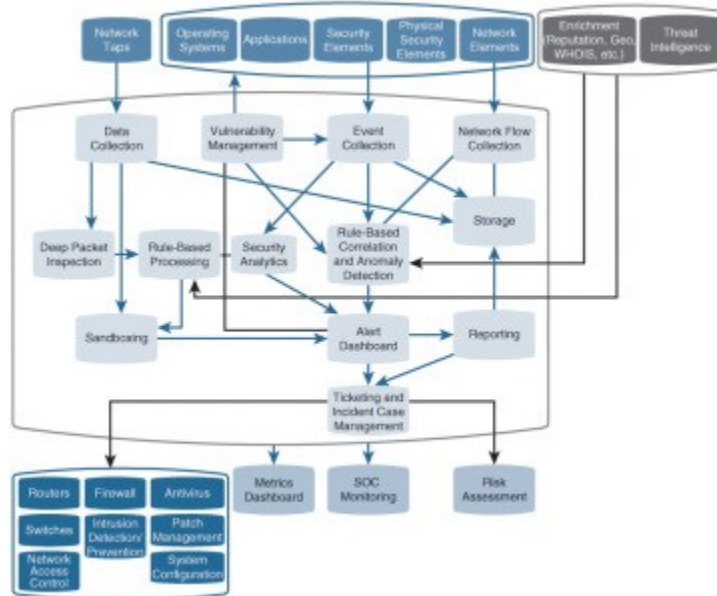 Network
Taps
Operating
Systems
Applications
Security
Elements
Physical
Security
Elements
Network
Elements
Enrichment
(Reputation, Geo,
WHOIS, etc.)
Threat
Intelligence
Data
Collection
Vulnerability
Management
Event
Collection
Network Flow
Collection
Storage
Deep Packet
Inspection
Rule-Based
Processing
Security
Analytics
Rule-Based
Correlation
and Anomaly
Detection
Sandboxing
Alert
Dashboard
Reporting
Ticketing and
Incident Case
Management
Routers
Firewall
Antivirus
Switches
Intrusion
Detection/
Prevention
Patch
Management
Network
Access
Control
System
Configuration
Metrics
Dashboard
SOC
Monitoring
Risk
Assessment